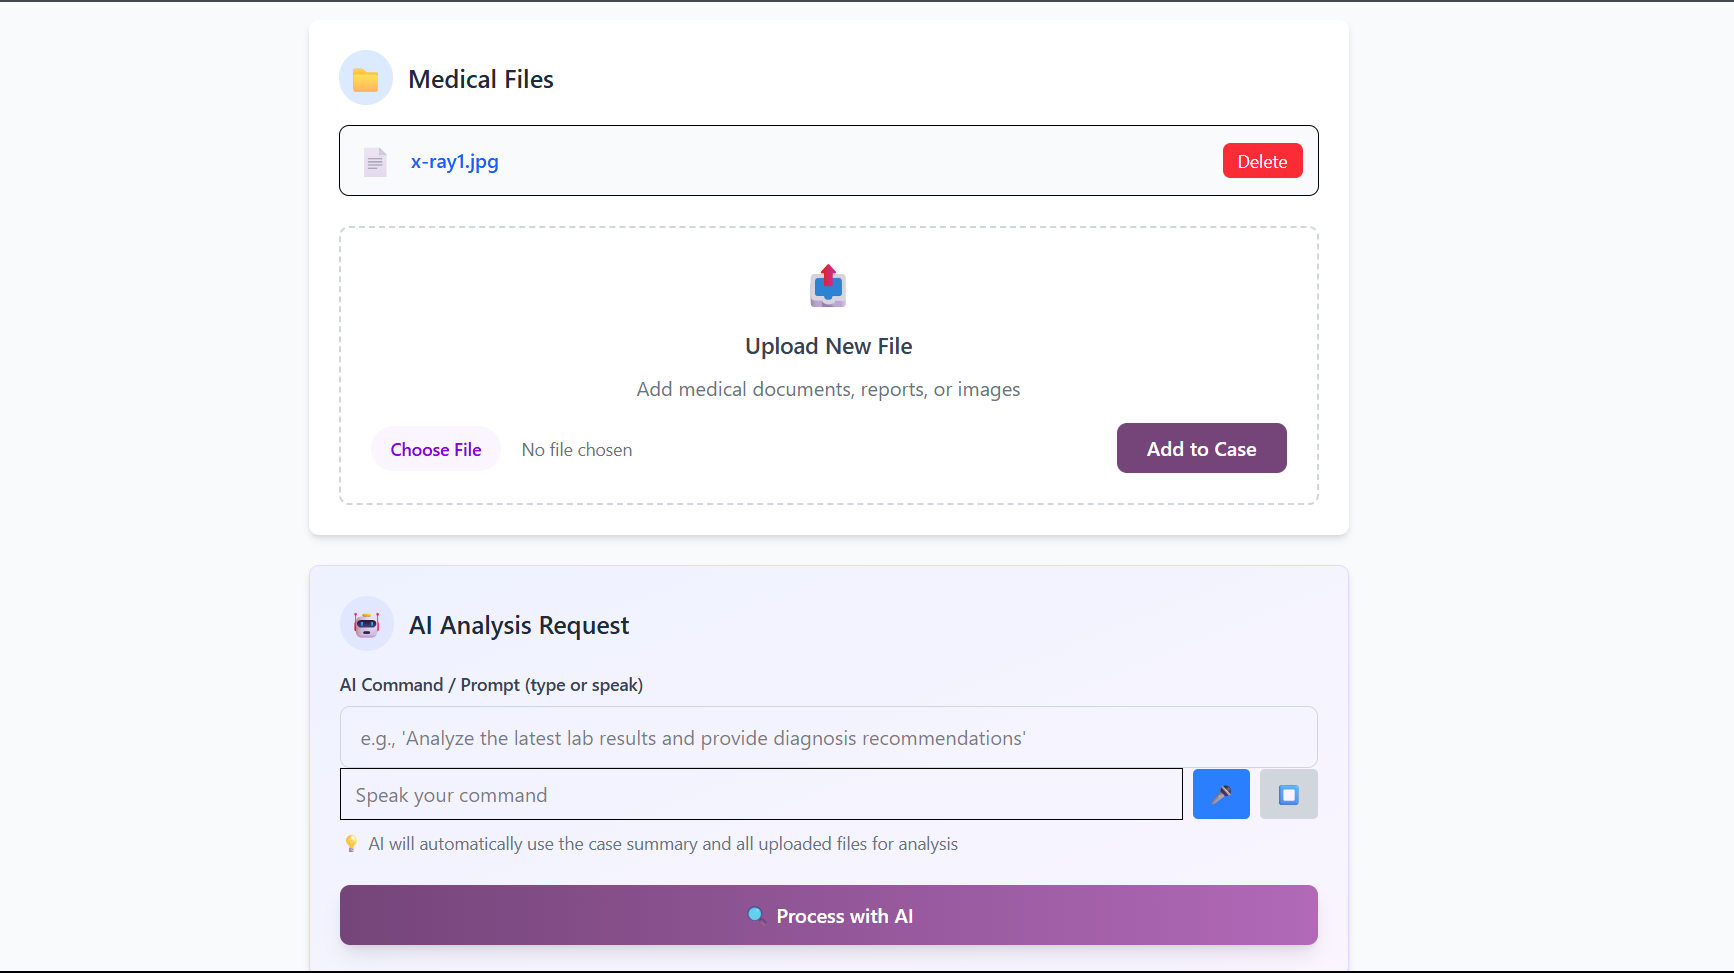 Medical Files
x-ray1.jpg
Delete
Upload New File
Add medical documents, reports, or images
Choose File
No file chosen
Add to Case
AI Analysis Request
AI Command / Prompt (type or speak)
e.g., 'Analyze the latest lab results and provide diagnosis recommendations'
Speak your command
AI will automatically use the case summary and all uploaded files for analysis
Process with AI